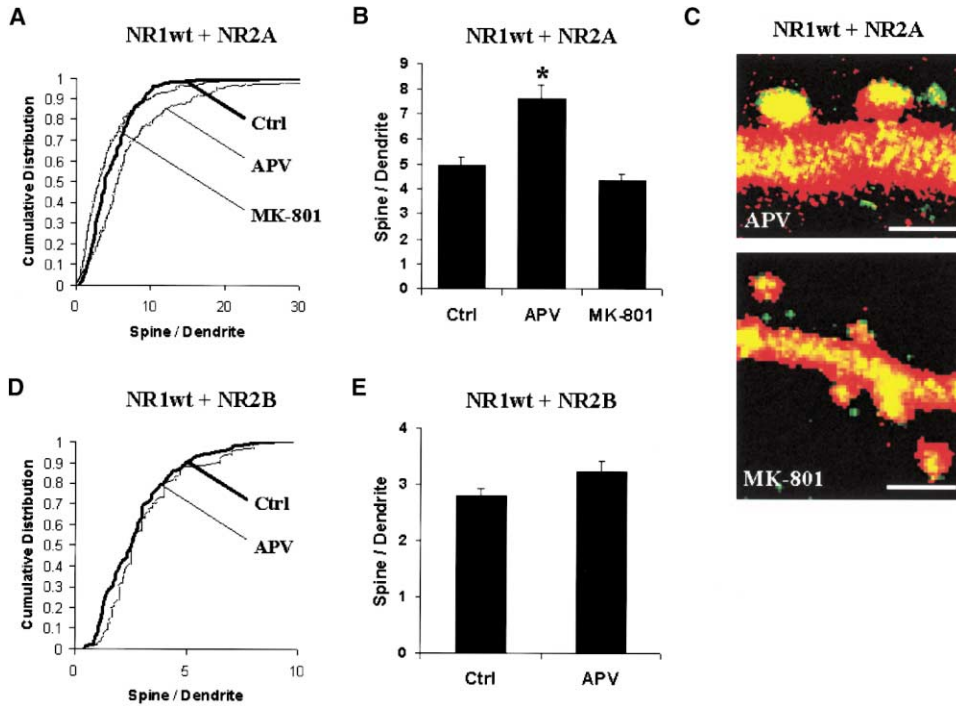 A
NR1wt + NR2A
Cumulative Distribution
1
0.9
0.8
0.7
0.6
0.5
0.4
0.3
0.2
0.1
0
0 10 20 30
Spine / Dendrite
Ctrl
APV
MK-801
B
NR1wt + NR2A
Spine / Dendrite
9
8
7
6
5
4
3
2
1
0
*
Ctrl APV MK-801
C
NR1wt + NR2A
APV
MK-801
D
NR1wt + NR2B
Cumulative Distribution
1
0.9
0.8
0.7
0.6
0.5
0.4
0.3
0.2
0.1
0
0 5 10
Spine / Dendrite
Ctrl
APV
E
NR1wt + NR2B
Spine / Dendrite
4
3
2
1
0
Ctrl APV